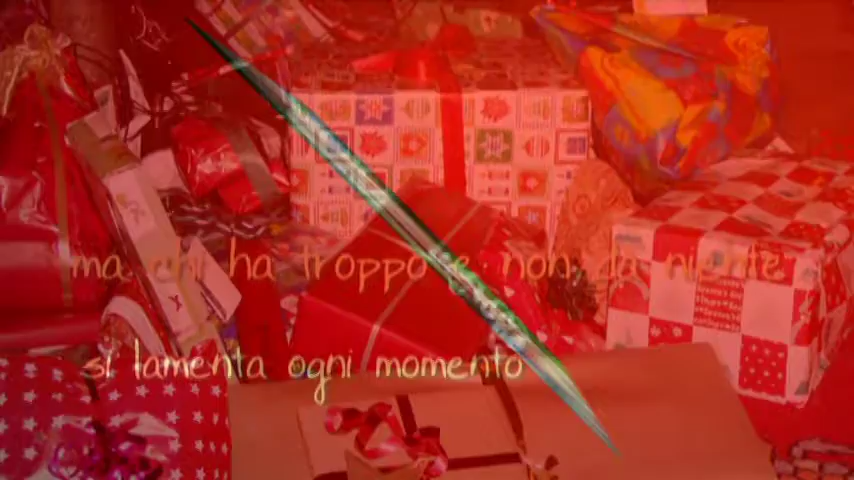 ma chi ha troppo e non dà niente
si lamenta ogni momento